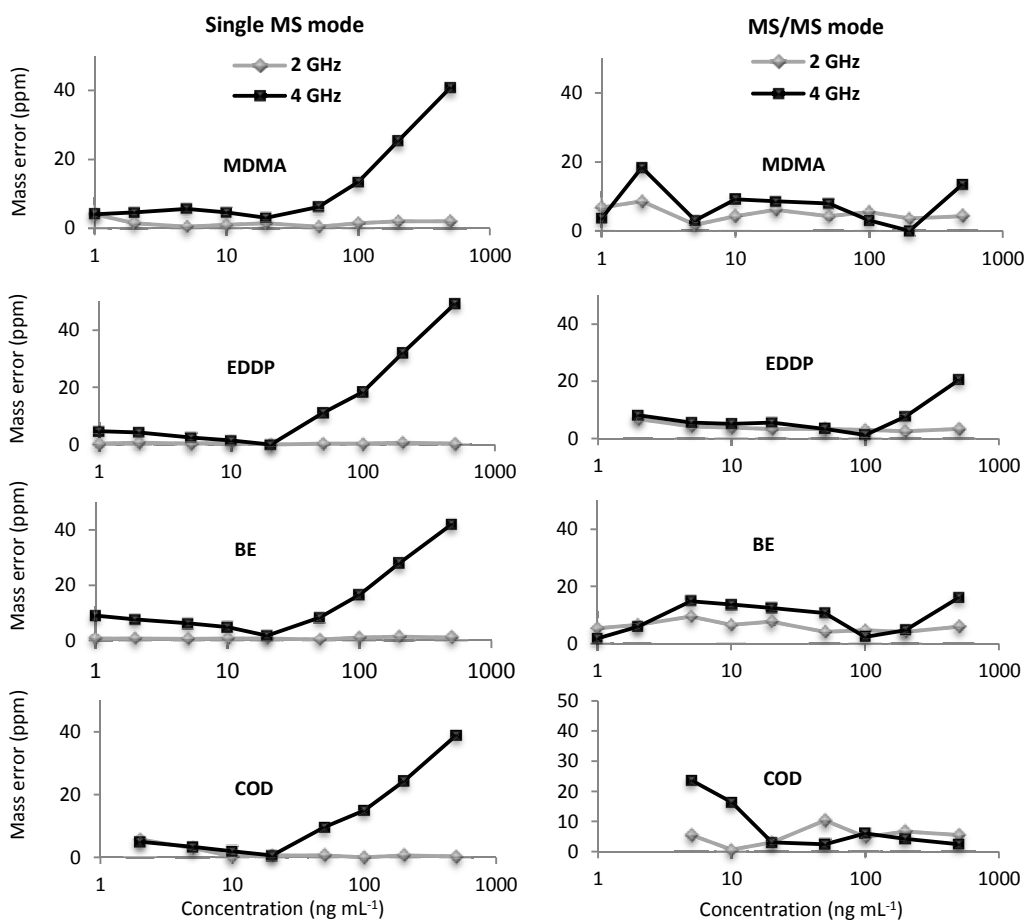 Single MS mode
MS/MS mode
2 GHz
4 GHz
2 GHz
4 GHz
Mass error (ppm)
40
20
0
1 10 100 1000
MDMA
40
20
0
1 10 100 1000
MDMA
Mass error (ppm)
40
20
0
1 10 100 1000
EDDP
40
20
0
1 10 100 1000
EDDP
Mass error (ppm)
40
20
0
1 10 100 1000
BE
40
20
0
1 10 100 1000
BE
Mass error (ppm)
40
20
0
1 10 100 1000
COD
Concentration (ng mL⁻¹)
50
40
30
20
10
0
1 10 100 1000
COD
Concentration (ng mL⁻¹)